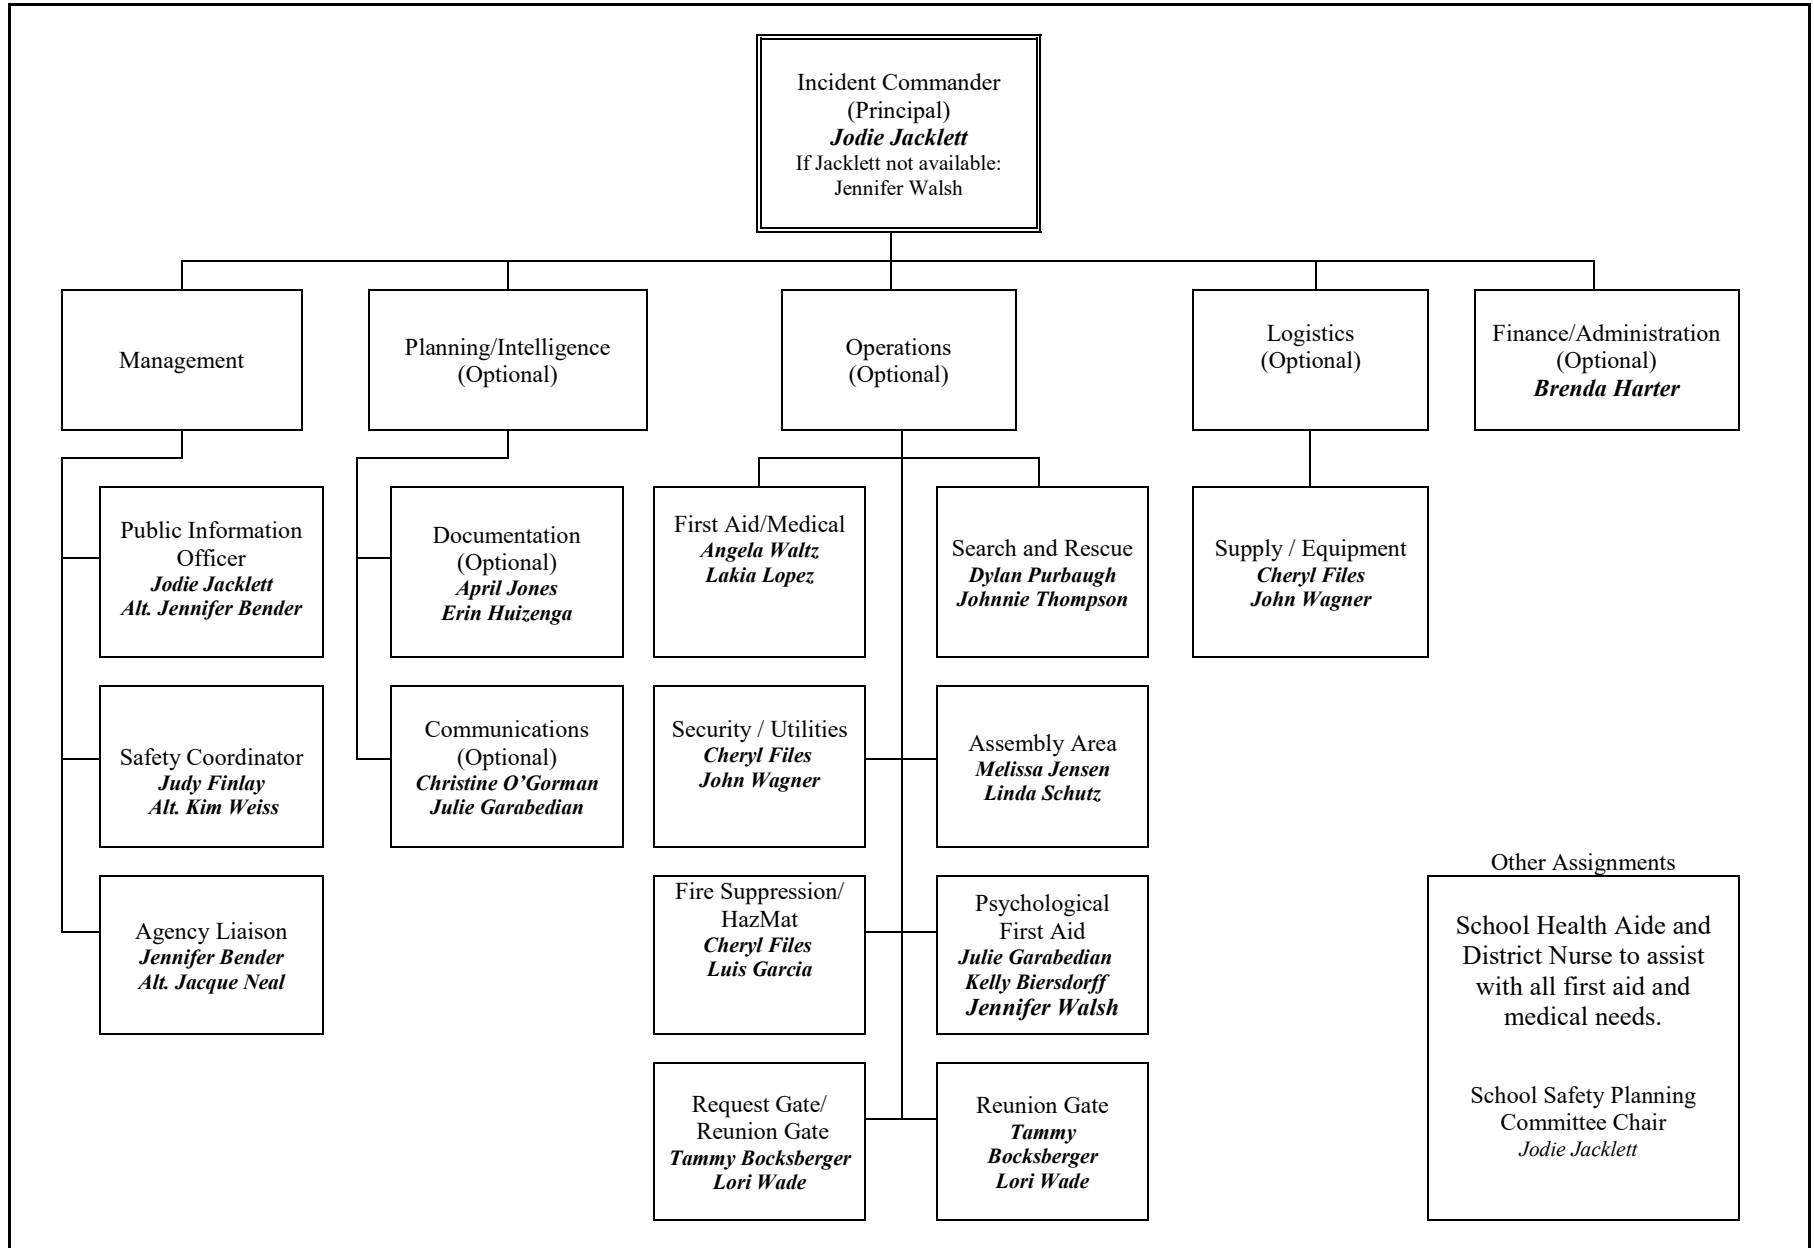 Incident Commander
(Principal)
Jodie Jacklett
If Jacklett not available:
Jennifer Walsh
Management
Planning/Intelligence
(Optional)
Operations
(Optional)
Logistics
(Optional)
Finance/Administration
(Optional)
Brenda Harter
Public Information
Officer
Jodie Jacklett
Alt. Jennifer Bender
Documentation
(Optional)
April Jones
Erin Huizenga
First Aid/Medical
Angela Waltz
Lakia Lopez
Search and Rescue
Dylan Purbaugh
Johnnie Thompson
Supply / Equipment
Cheryl Files
John Wagner
Safety Coordinator
Judy Finlay
Alt. Kim Weiss
Communications
(Optional)
Christine O’Gorman
Julie Garabedian
Security / Utilities
Cheryl Files
John Wagner
Assembly Area
Melissa Jensen
Linda Schutz
Agency Liaison
Jennifer Bender
Alt. Jacque Neal
Fire Suppression/
HazMat
Cheryl Files
Luis Garcia
Psychological
First Aid
Julie Garabedian
Kelly Biersdorff
Jennifer Walsh
Request Gate/
Reunion Gate
Tammy Bocksberger
Lori Wade
Reunion Gate
Tammy
Bocksberger
Lori Wade
Other Assignments
School Health Aide and
District Nurse to assist
with all first aid and
medical needs.
School Safety Planning
Committee Chair
Jodie Jacklett